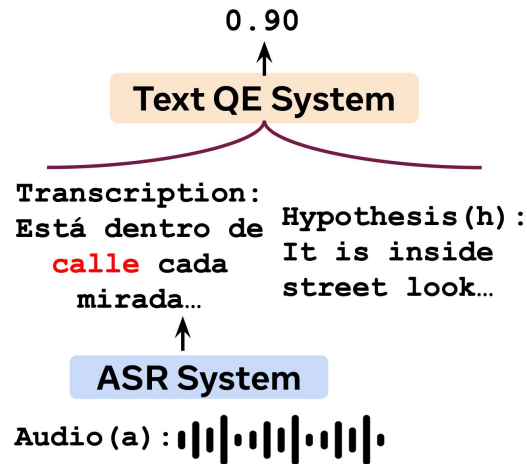 0.90
Text QE System
Transcription:
Está dentro de
calle cada
mirada…
Hypothesis(h):
It is inside
street look…
ASR System
Audio(a):